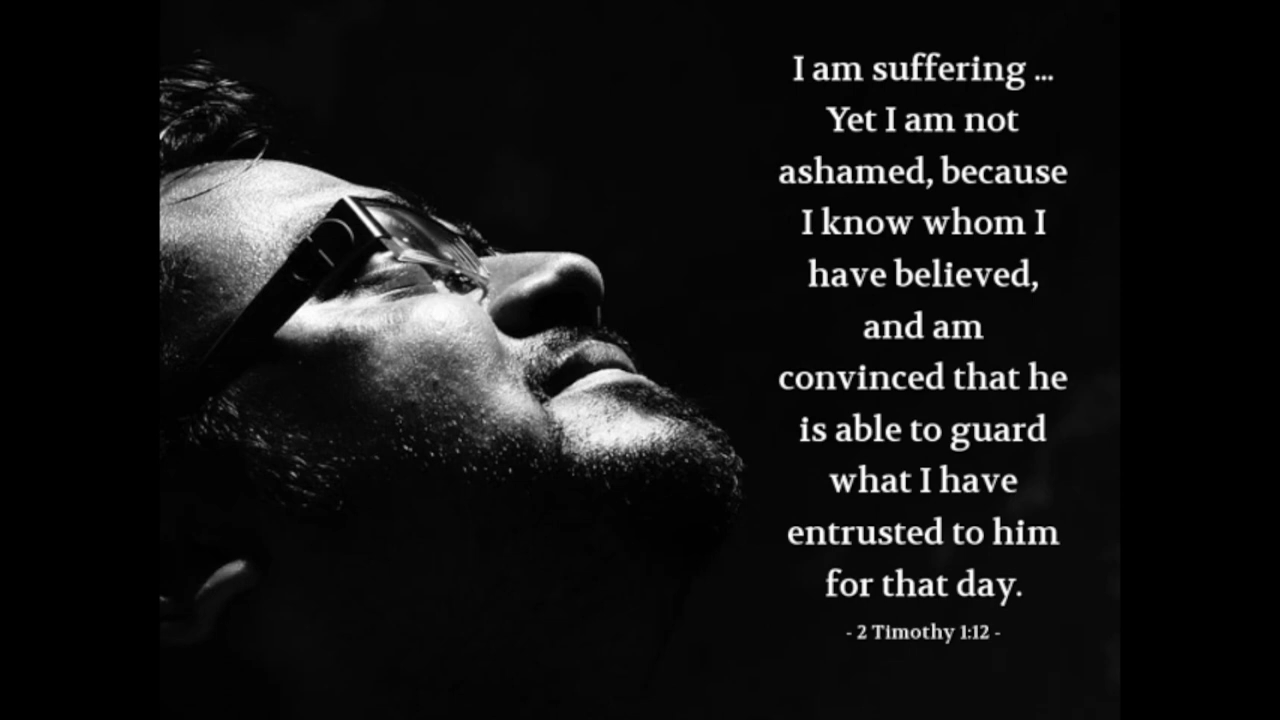 I am suffering ...
Yet I am not
ashamed, because
I know whom I
have believed,
and am
convinced that he
is able to guard
what I have
entrusted to him
for that day.
- 2 Timothy 1:12 -